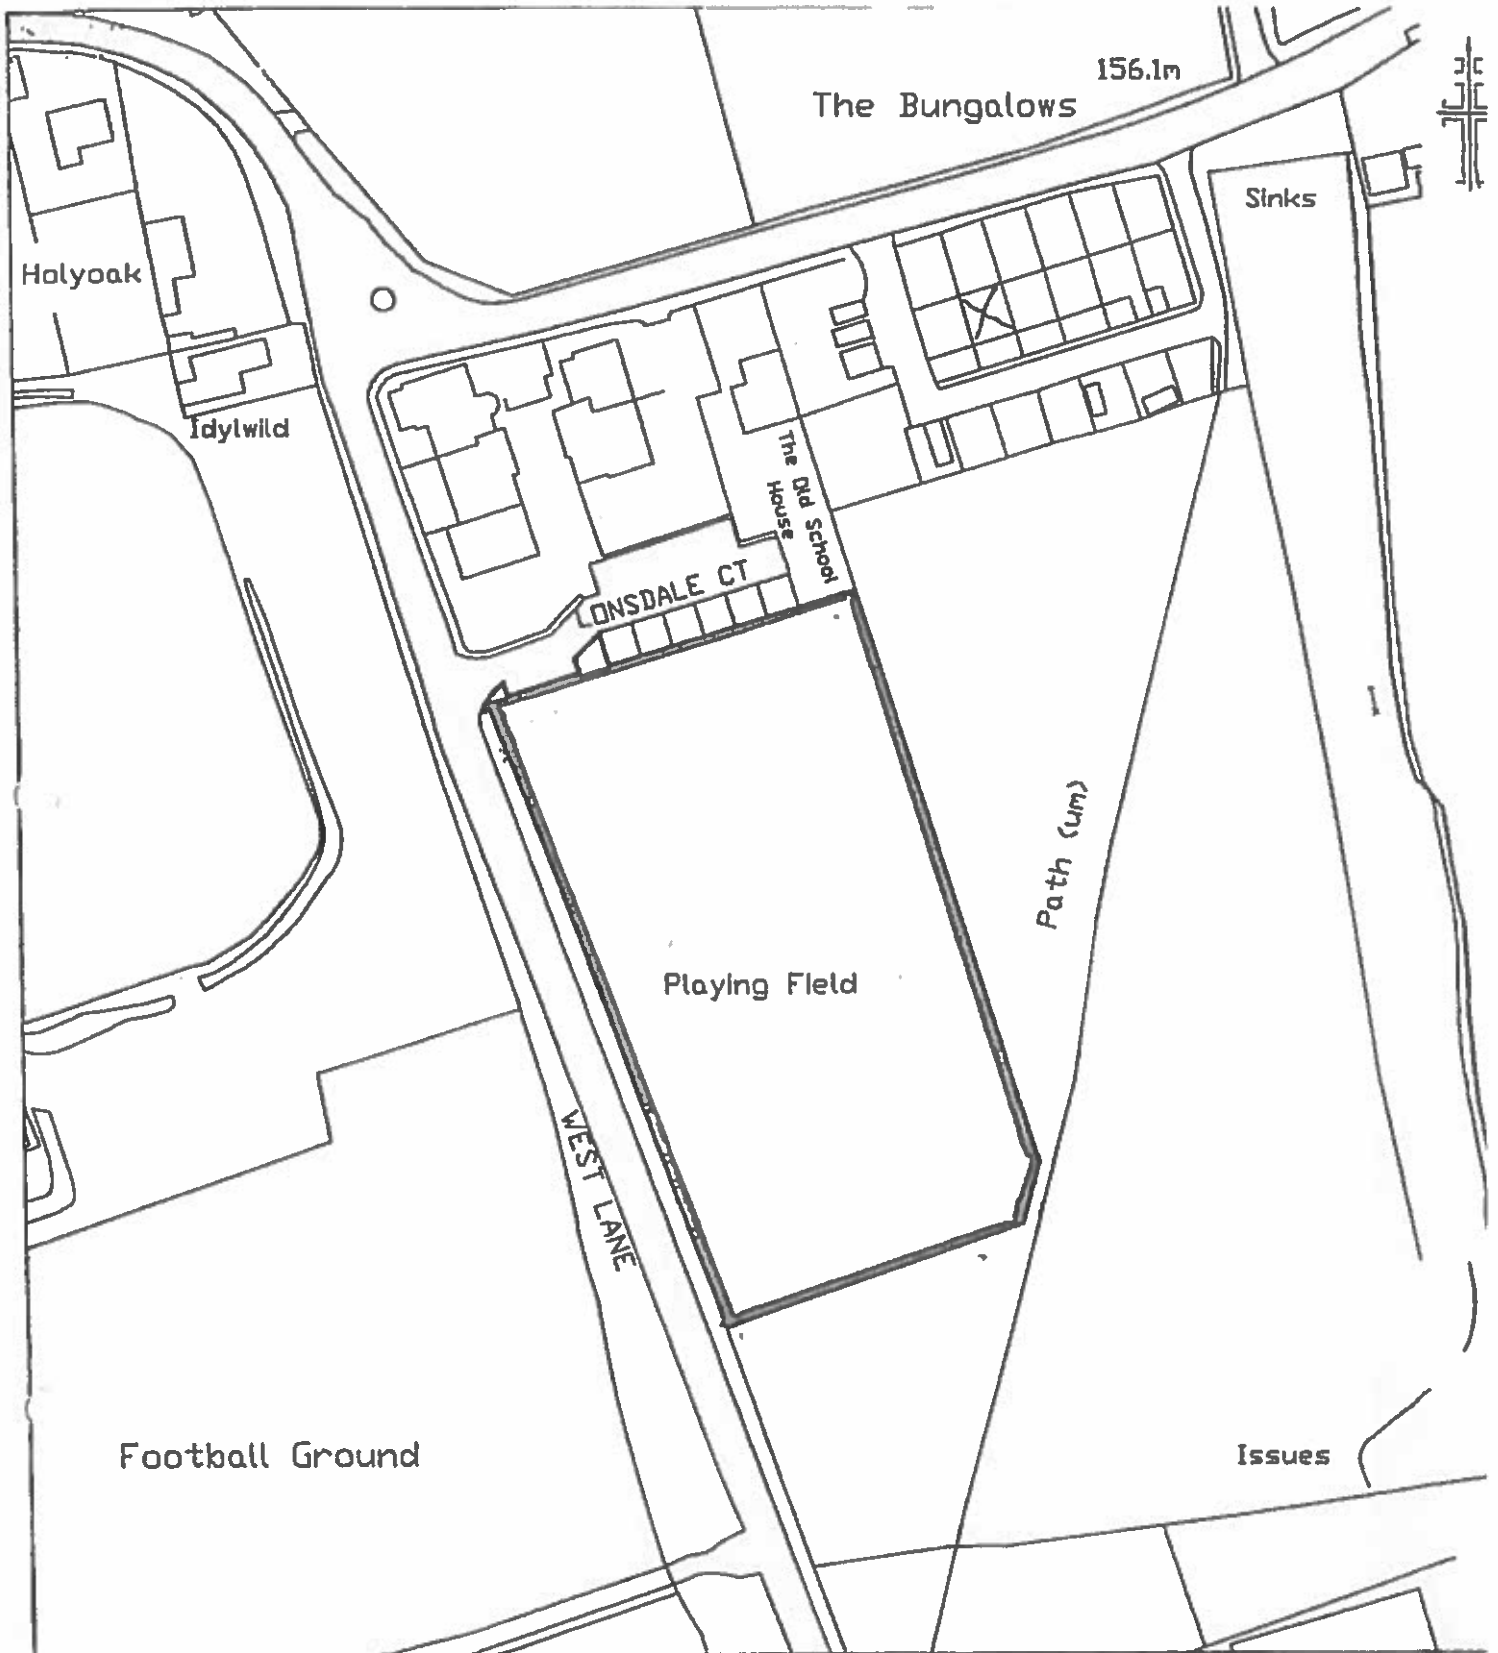 156.1m
The Bungalows
Sinks
Holyoak
Idylwild
The Old School
House
ONSDALE CT
Path (um)
Playing Field
WEST LANE
Football Ground
Issues